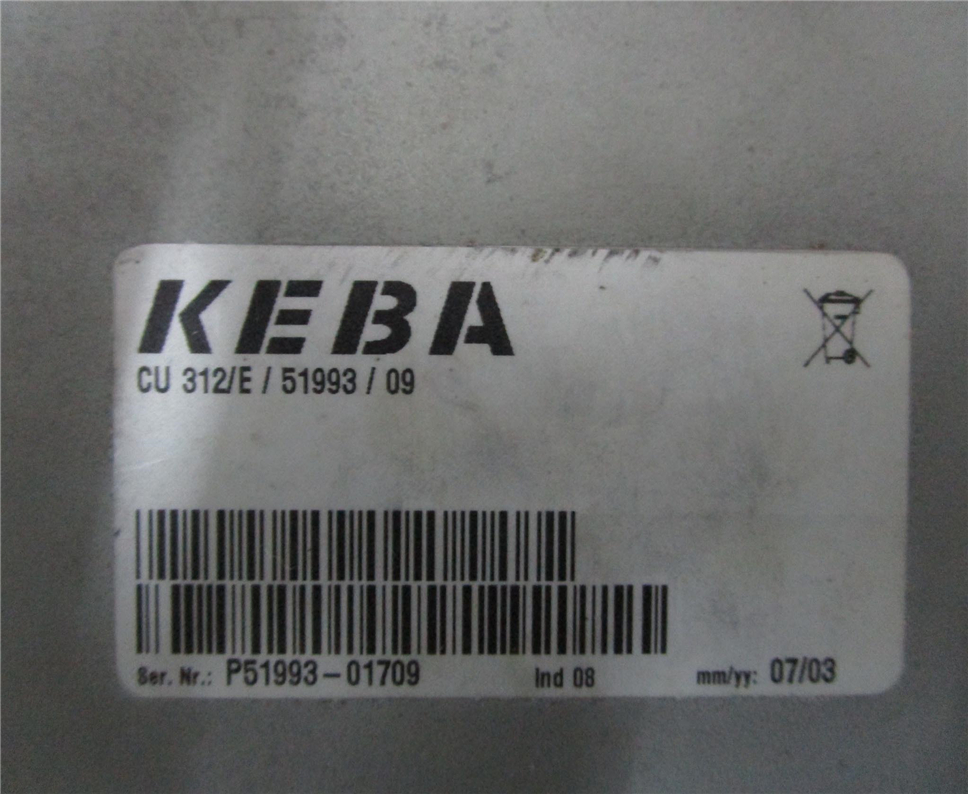 KEBA
CU 312/E / 51993 / 09
Ser. Nr.: P51993-01709 Ind 08 mm/yy: 07/03